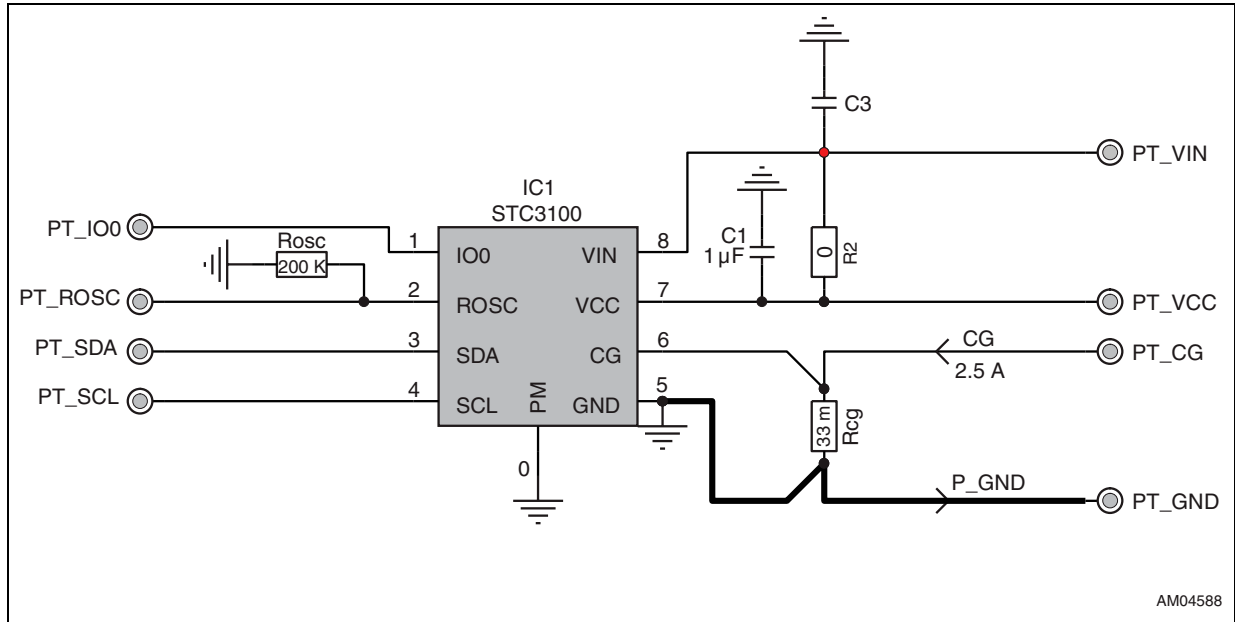 C3
PT_VIN
IC1
STC3100
PT_IO0
Rosc
200 K
1
IO0
VIN
8
C1
1 µF
0
R2
PT_ROSC
2
ROSC
VCC
7
PT_VCC
PT_SDA
3
SDA
CG
6
CG
2.5 A
PT_CG
PT_SCL
4
SCL
PM
GND
5
33 m
Rcg
0
P_GND
PT_GND
AM04588